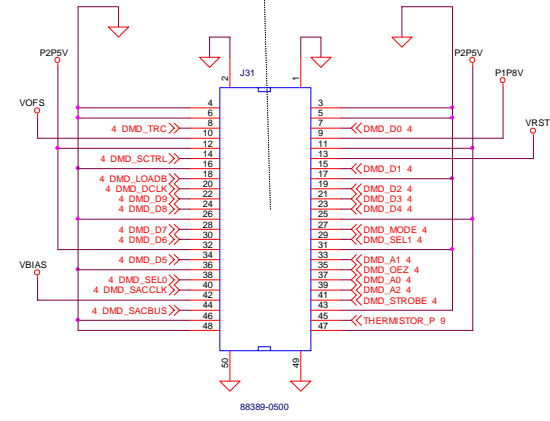 P2P5V
P2P5V
J31
P1P8V
VOFS
VRST
2
1
4
3
6
5
4 DMD_TRC
8
7
DMD_D0 4
10
9
12
11
4 DMD_SCTRL
14
13
16
15
DMD_D1 4
4 DMD_LOADB
18
17
4 DMD_DCLK
20
19
DMD_D2 4
4 DMD_D9
22
21
DMD_D3 4
4 DMD_D8
24
23
DMD_D4 4
26
25
4 DMD_D7
28
27
DMD_MODE 4
4 DMD_D6
30
29
DMD_SEL1 4
32
31
4 DMD_D5
34
33
DMD_A1 4
VBIAS
36
35
DMD_OEZ 4
4 DMD_SEL0
38
37
DMD_A0 4
4 DMD_SACCLK
40
39
DMD_A2 4
42
41
DMD_STROBE 4
4 DMD_SACBUS
44
43
46
45
THERMISTOR_P 9
48
47
50
49
88389-0500